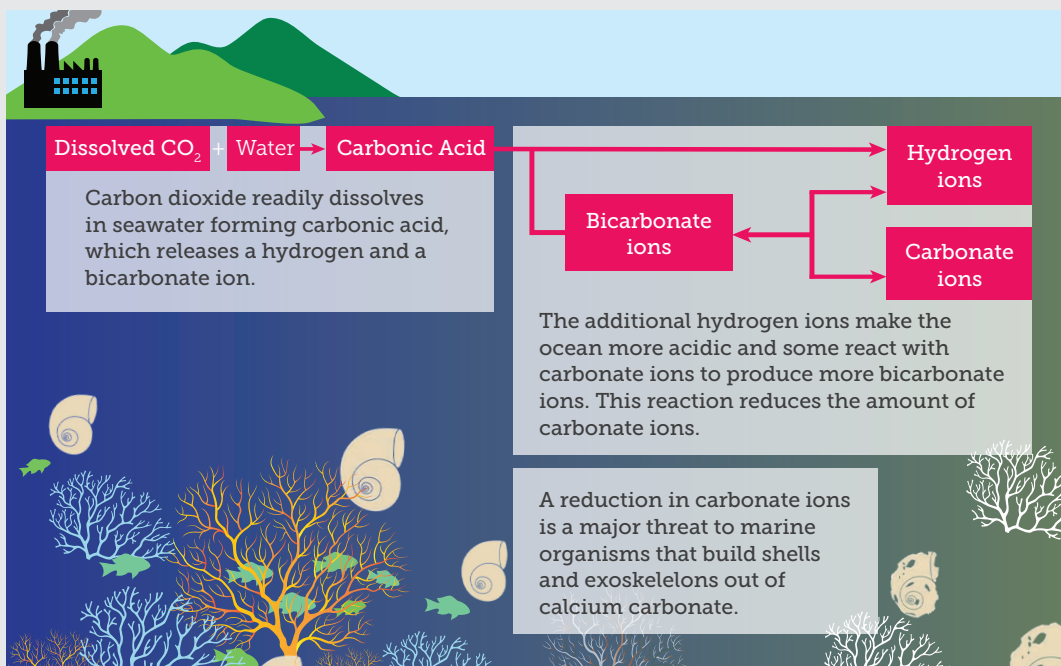 Dissolved CO₂ + Water Carbonic Acid
Carbon dioxide readily dissolves
in seawater forming carbonic acid,
which releases a hydrogen and a
bicarbonate ion.
Hydrogen
ions
Bicarbonate
ions
Carbonate
ions
The additional hydrogen ions make the
ocean more acidic and some react with
carbonate ions to produce more bicarbonate
ions. This reaction reduces the amount of
carbonate ions.
A reduction in carbonate ions
is a major threat to marine
organisms that build shells
and exoskelelons out of
calcium carbonate.